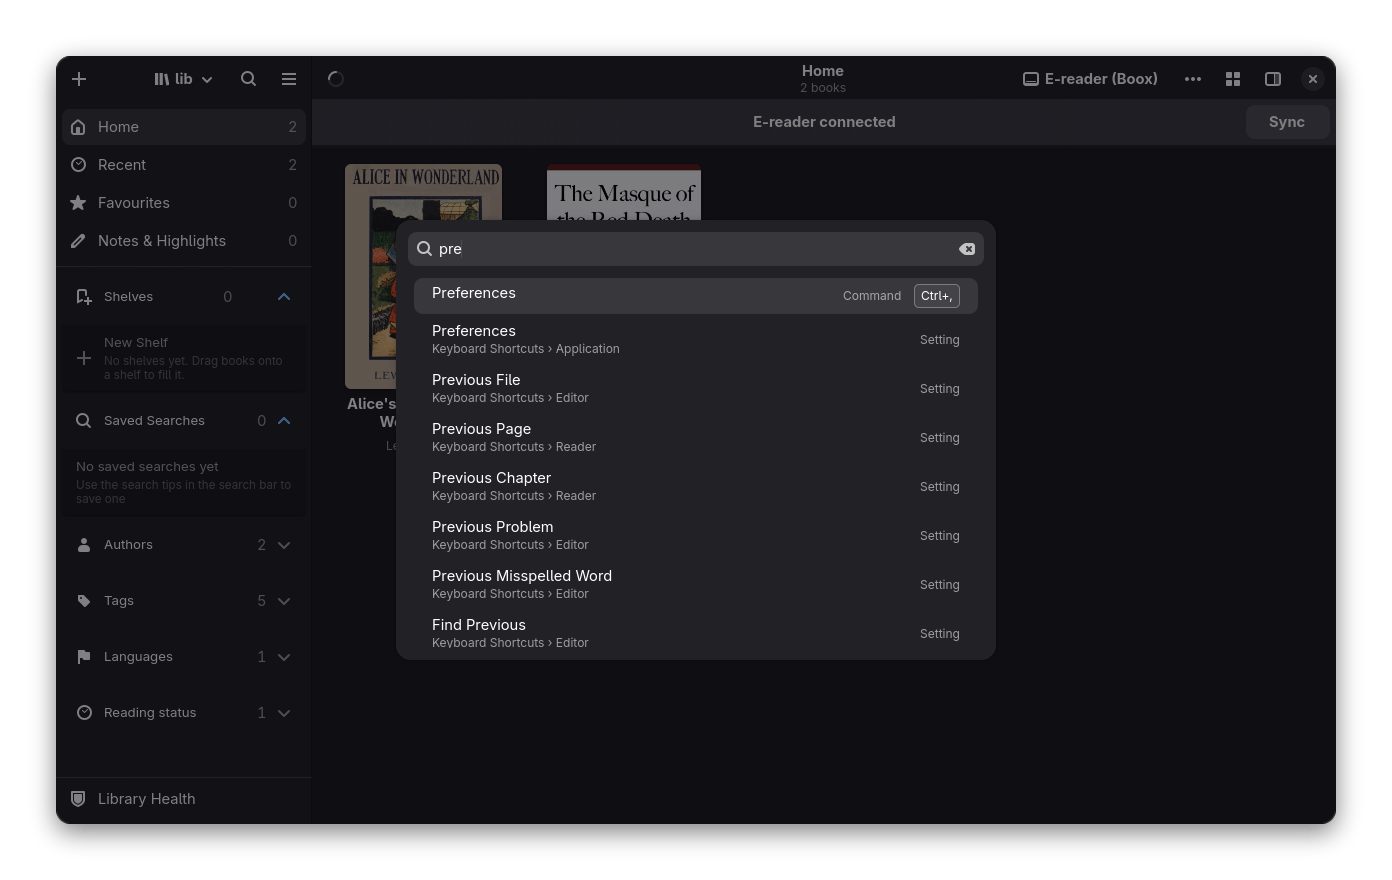 lib
Home
2 books
E-reader (Boox)
Home 2
Recent 2
Favourites 0
Notes & Highlights 0
Shelves 0
New Shelf
No shelves yet. Drag books onto
a shelf to fill it.
Saved Searches 0
No saved searches yet
Use the search tips in the search bar to
save one
Authors 2
Tags 5
Languages 1
Reading status 1
Library Health
E-reader connected
Sync
ALICE IN WONDERLAND
The Masque of
the Red Death
Alice's
pre
Preferences Command Ctrl+,
Preferences
Keyboard Shortcuts › Application
Setting
Previous File
Keyboard Shortcuts › Editor
Setting
Previous Page
Keyboard Shortcuts › Reader
Setting
Previous Chapter
Keyboard Shortcuts › Reader
Setting
Previous Problem
Keyboard Shortcuts › Editor
Setting
Previous Misspelled Word
Keyboard Shortcuts › Editor
Setting
Find Previous
Keyboard Shortcuts › Editor
Setting